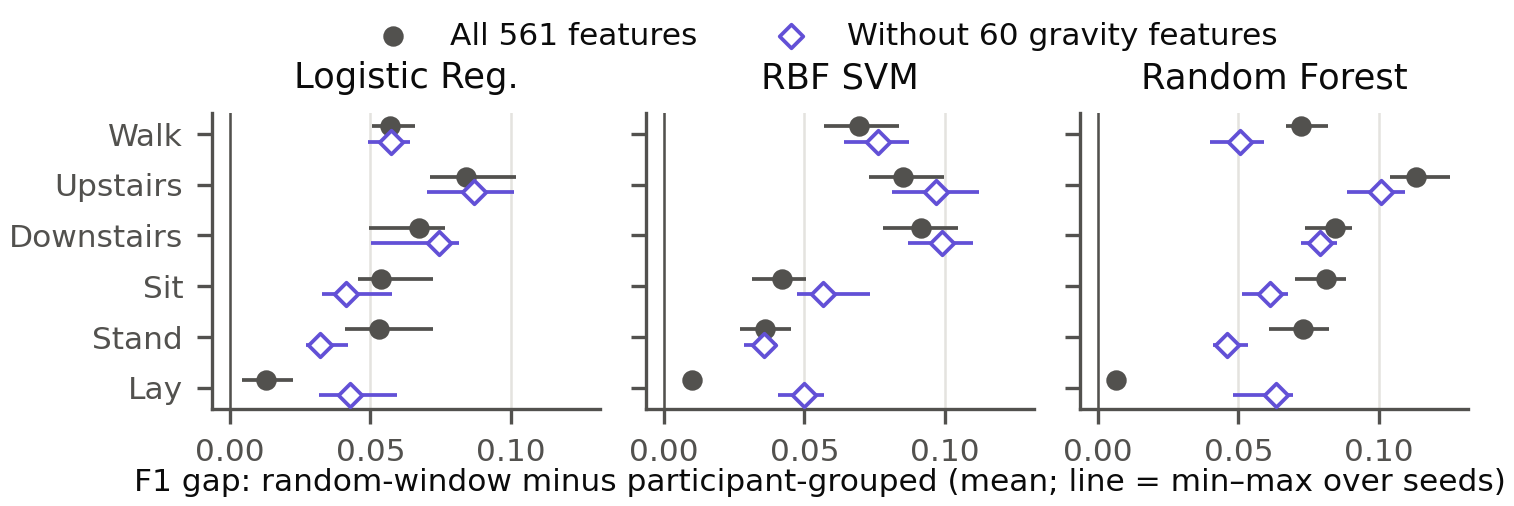 All 561 features Without 60 gravity features
Logistic Reg. RBF SVM Random Forest
Walk
Upstairs
Downstairs
Sit
Stand
Lay
0.00 0.05 0.10 0.00 0.05 0.10 0.00 0.05 0.10
F1 gap: random-window minus participant-grouped (mean; line = min–max over seeds)